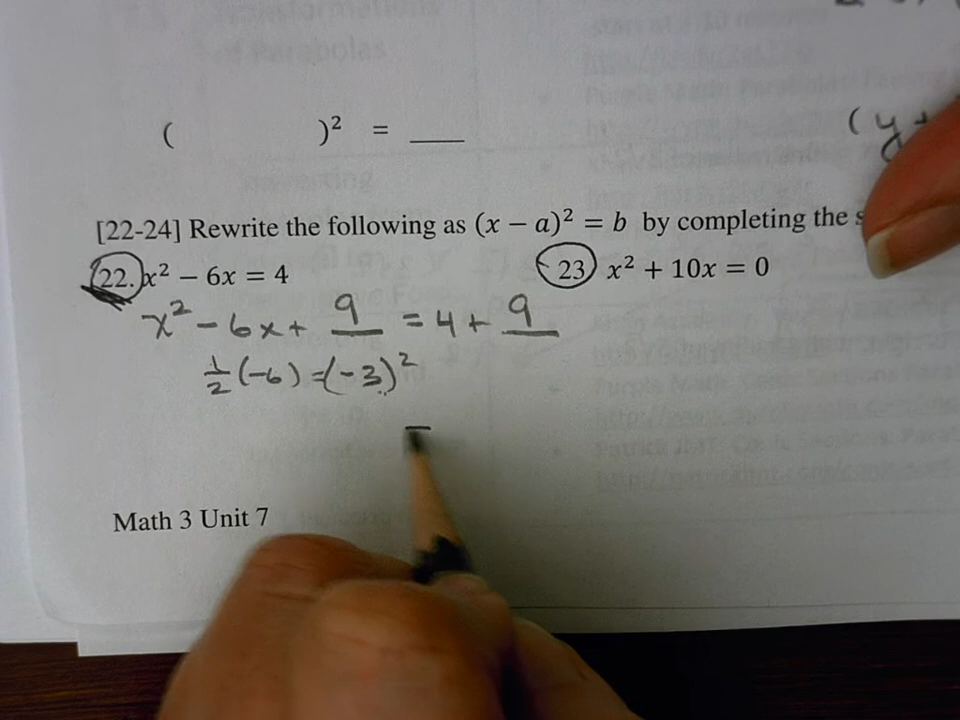 ( )² = ___
(y+
[22-24] Rewrite the following as (x − a)² = b by completing the
22. x² − 6x = 4
23 x² + 10x = 0
x² − 6x + 9 = 4 + 9
1/2 (−6) = (−3)²
Math 3 Unit 7